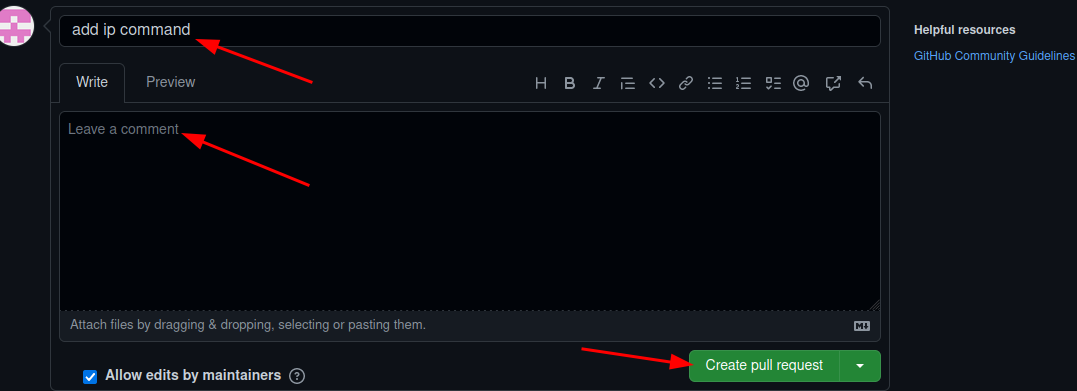 add ip command
Helpful resources
GitHub Community Guidelines
Write Preview
Leave a comment
Attach files by dragging & dropping, selecting or pasting them.
Create pull request
Allow edits by maintainers